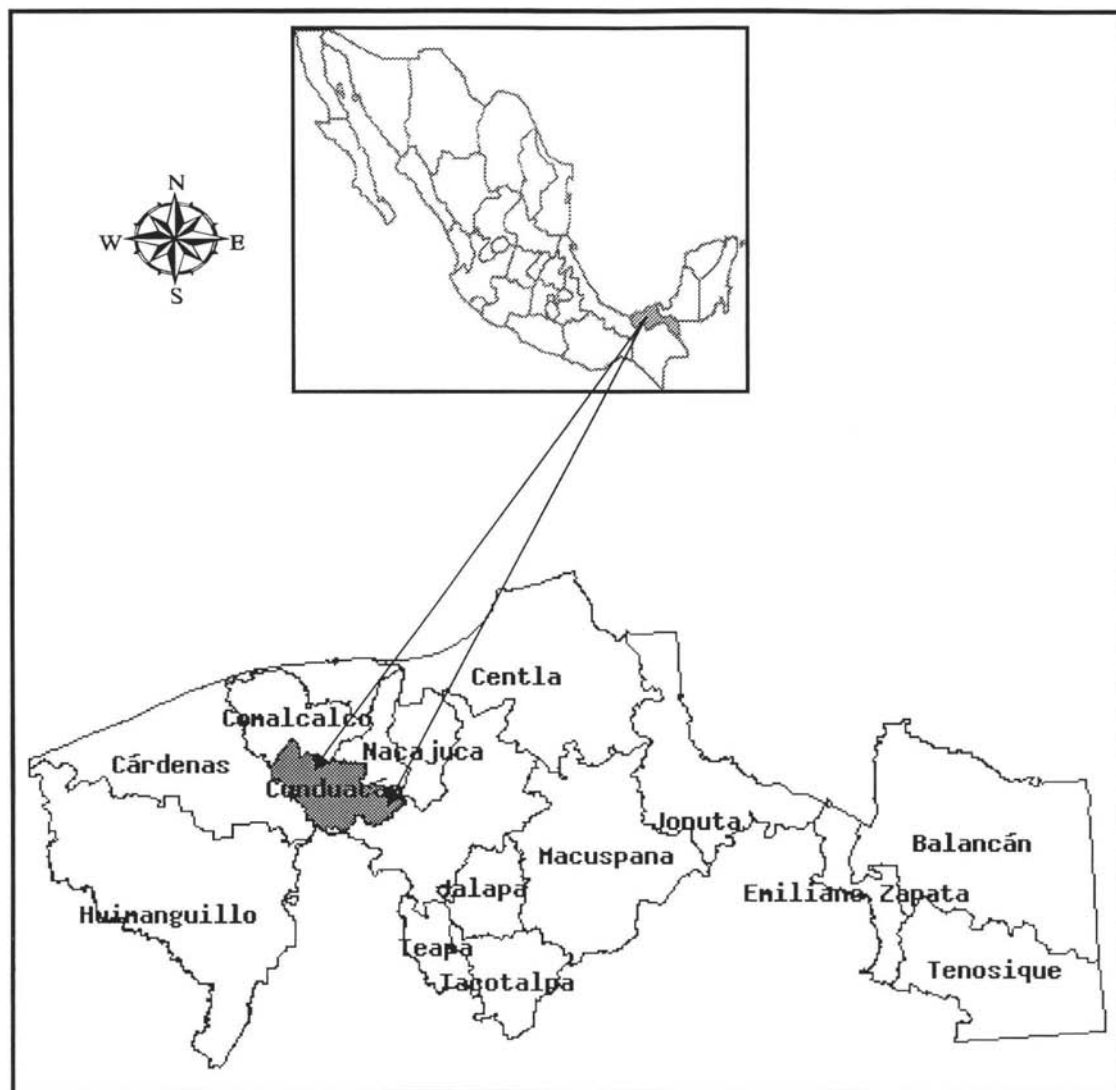 N
W E
S
Centla
Comalcalco
Nacajuca
Cárdenas
Cunduacán
Jonuta
Balancán
Macuspana
Jalapa
Emiliano Zapata
Huimanguillo
Teapa
Tenosique
Tacotalpa